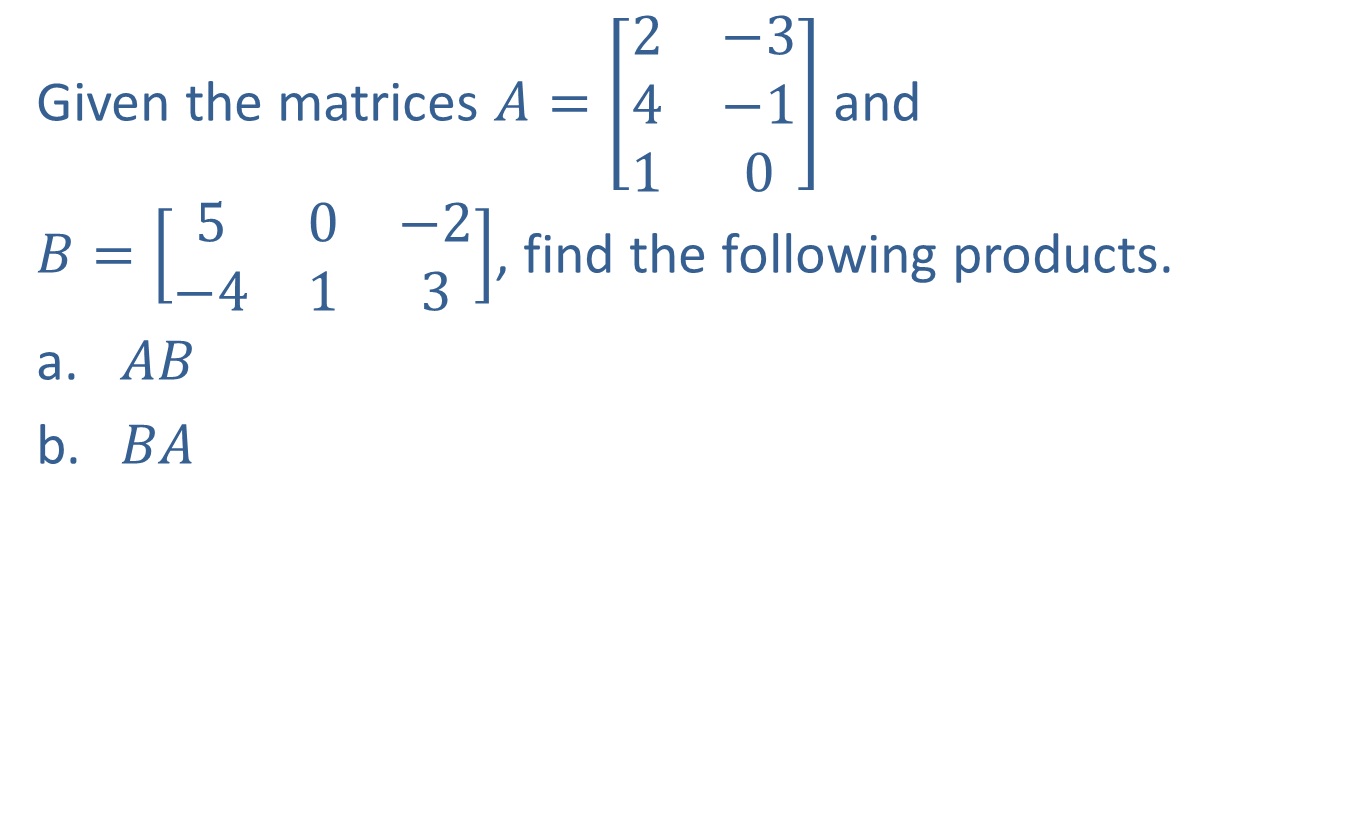 Given the matrices A = [2 −3; 4 −1; 1 0] and
B = [5 0 −2; −4 1 3], find the following products.
a. AB
b. BA